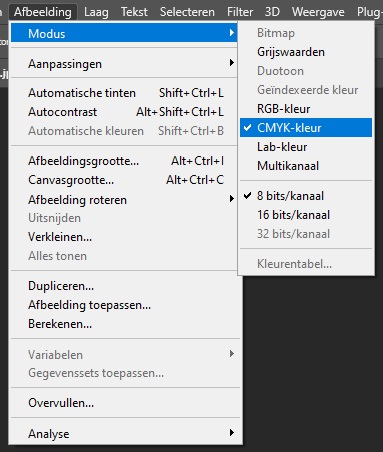 Afbeelding Laag Tekst Selecteren Filter 3D Weergave Plug-
Modus
Aanpassingen
Automatische tinten Shift+Ctrl+L
Autocontrast Alt+Shift+Ctrl+L
Automatische kleuren Shift+Ctrl+B
Afbeeldingsgrootte... Alt+Ctrl+I
Canvasgrootte... Alt+Ctrl+C
Afbeelding roteren
Uitsnijden
Verkleinen...
Alles tonen
Dupliceren...
Afbeelding toepassen...
Berekenen...
Variabelen
Gegevenssets toepassen...
Overvullen...
Analyse
Bitmap
Grijswaarden
Duotoon
Geïndexeerde kleur
RGB-kleur
CMYK-kleur
Lab-kleur
Multikanaal
8 bits/kanaal
16 bits/kanaal
32 bits/kanaal
Kleurentabel...